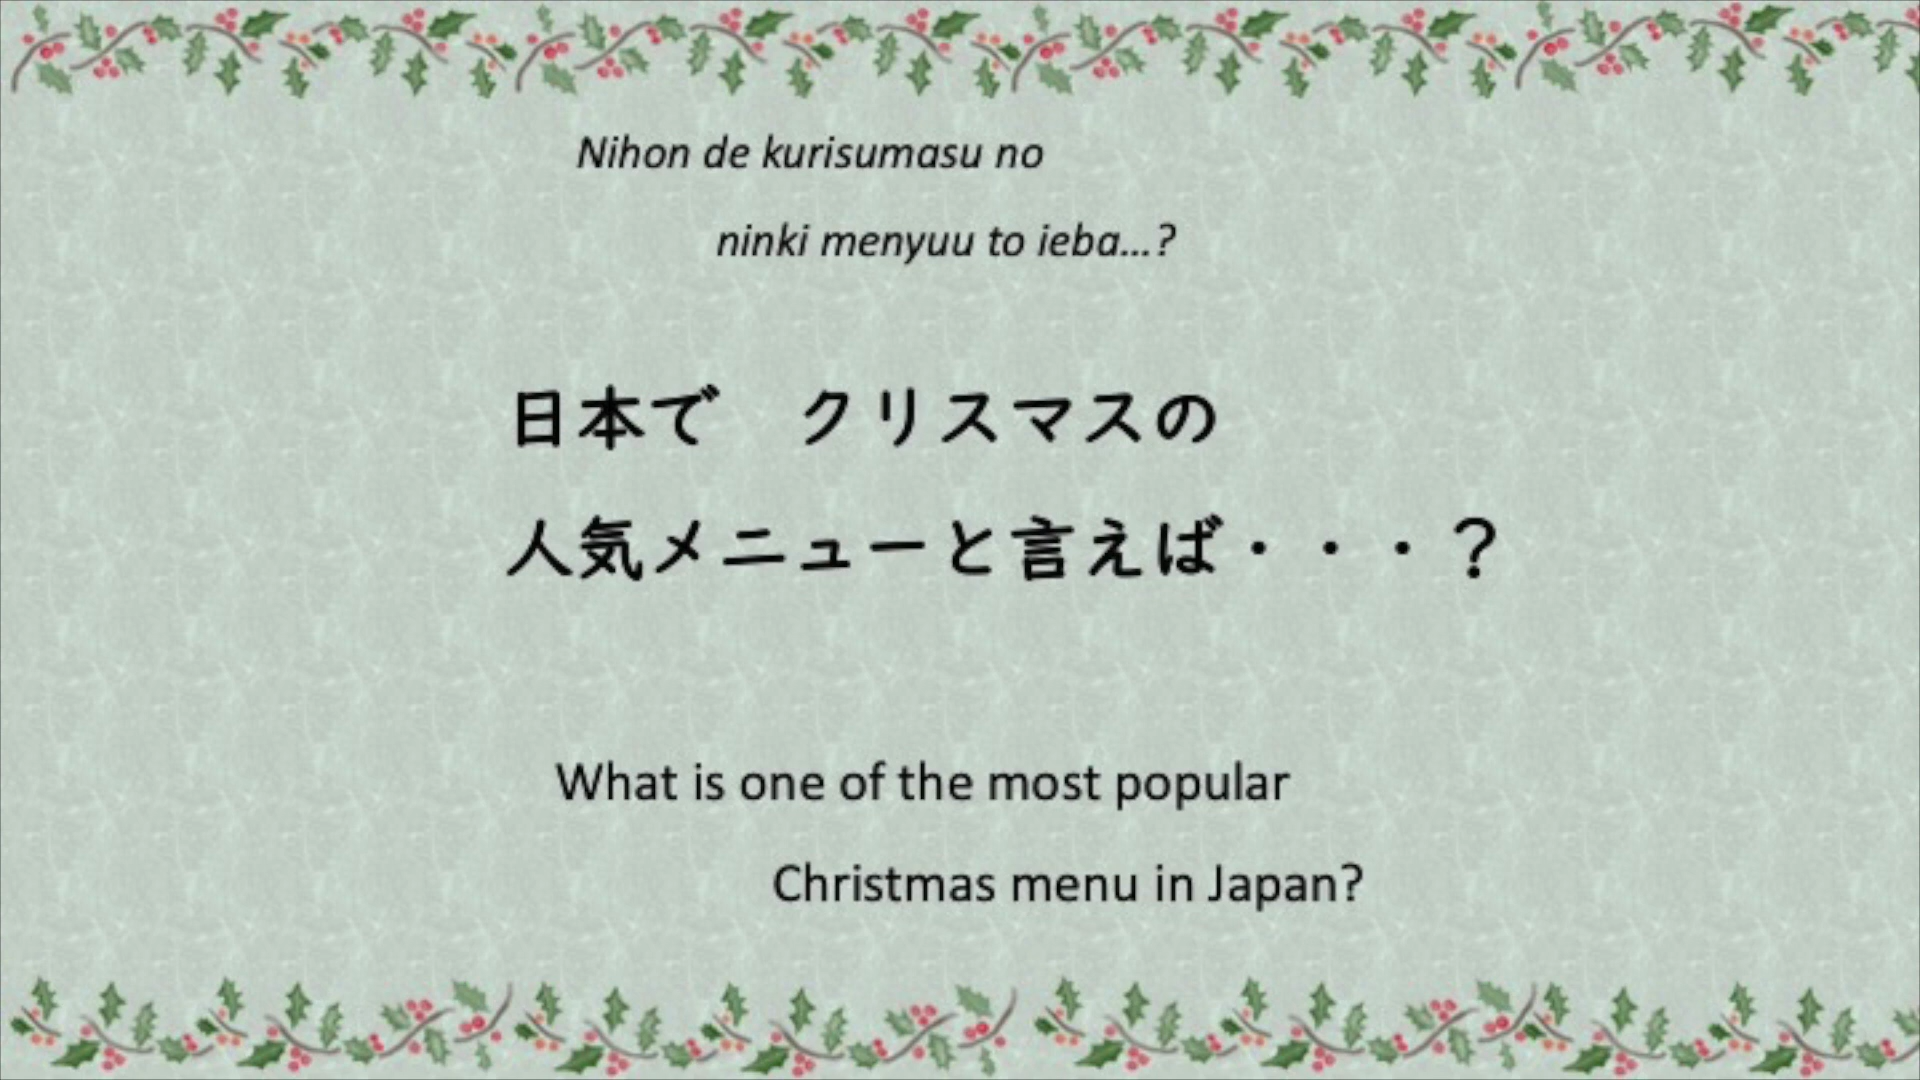 Nihon de kurisumasu no
ninki menyuu to ieba...?
日本で　クリスマスの
人気メニューと言えば・・・？
What is one of the most popular
Christmas menu in Japan?